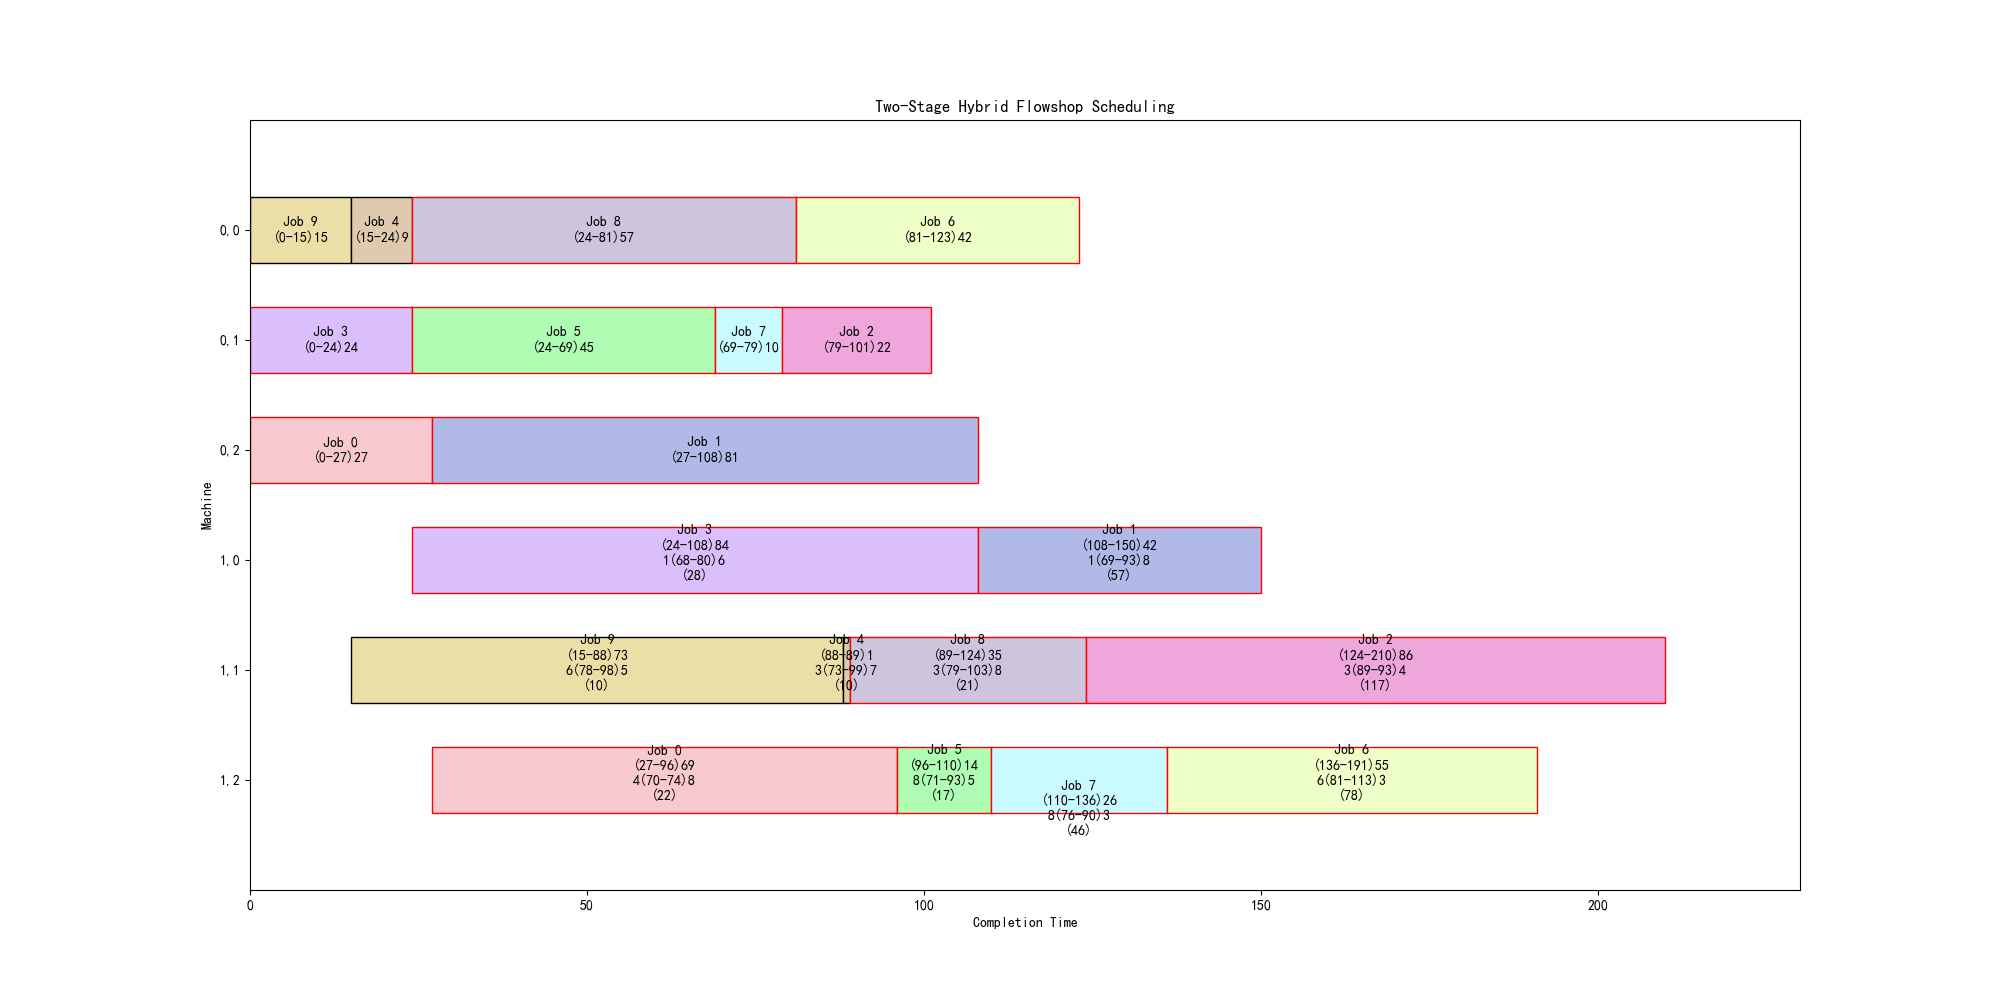 Two-Stage Hybrid Flowshop Scheduling
Machine
0,0
Job 9
(0-15)15
Job 4
(15-24)9
Job 8
(24-81)57
Job 6
(81-123)42
0,1
Job 3
(0-24)24
Job 5
(24-69)45
Job 7
(69-79)10
Job 2
(79-101)22
0,2
Job 0
(0-27)27
Job 1
(27-108)81
1,0
Job 3
(24-108)84
1(68-80)6
(28)
Job 1
(108-150)42
1(69-93)8
(57)
1,1
Job 9
(15-88)73
6(78-98)5
(10)
Job 4
(88-89)1
3(73-99)7
(10)
Job 8
(89-124)35
3(79-103)8
(21)
Job 2
(124-210)86
3(89-93)4
(117)
1,2
Job 0
(27-96)69
4(70-74)8
(22)
Job 5
(96-110)14
8(71-93)5
(17)
Job 7
(110-136)26
8(76-90)3
(46)
Job 6
(136-191)55
6(81-113)3
(78)
0
50
100
150
200
Completion Time